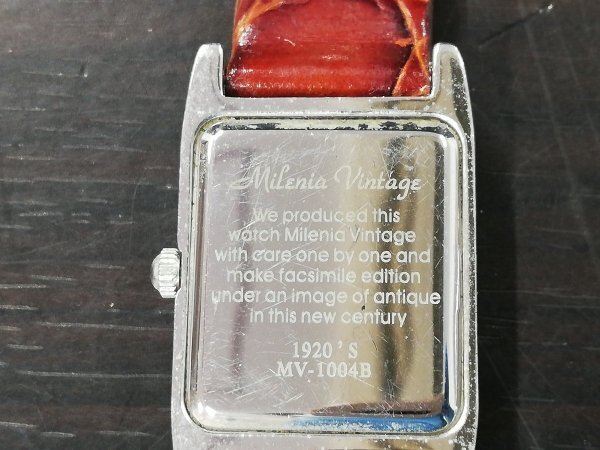 Milenia Vintage
We produced this
watch Milenia Vintage
with care one by one and
make facsimile edition
under an image of antique
in this new century
1920'S
MV-1004B